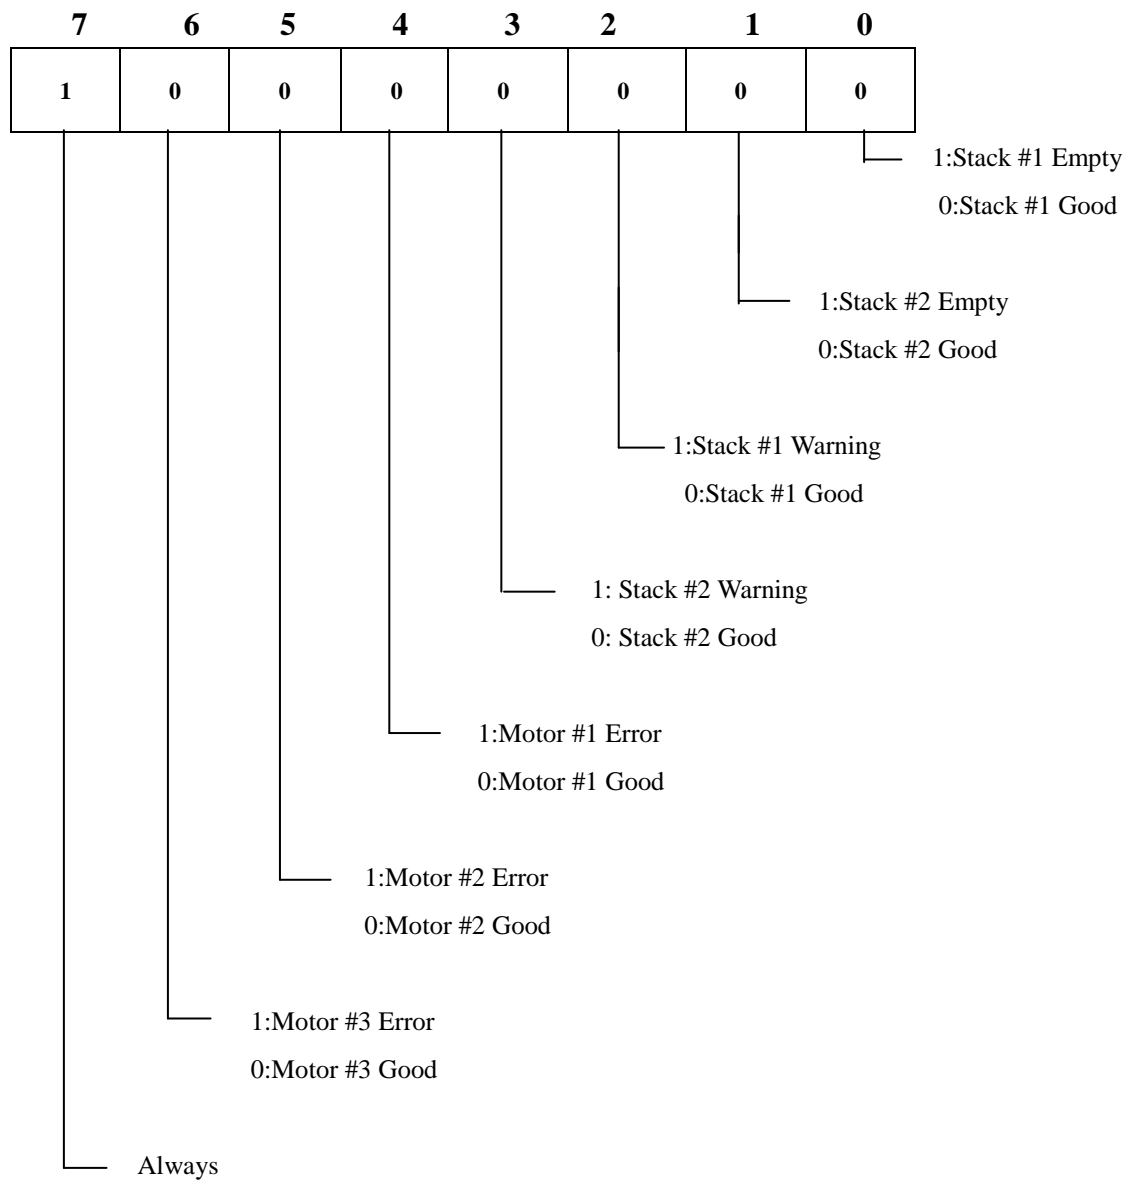 7 6 5 4 3 2 1 0
1 0 0 0 0 0 0 0
1:Stack #1 Empty
0:Stack #1 Good
1:Stack #2 Empty
0:Stack #2 Good
1:Stack #1 Warning
0:Stack #1 Good
1: Stack #2 Warning
0: Stack #2 Good
1:Motor #1 Error
0:Motor #1 Good
1:Motor #2 Error
0:Motor #2 Good
1:Motor #3 Error
0:Motor #3 Good
Always